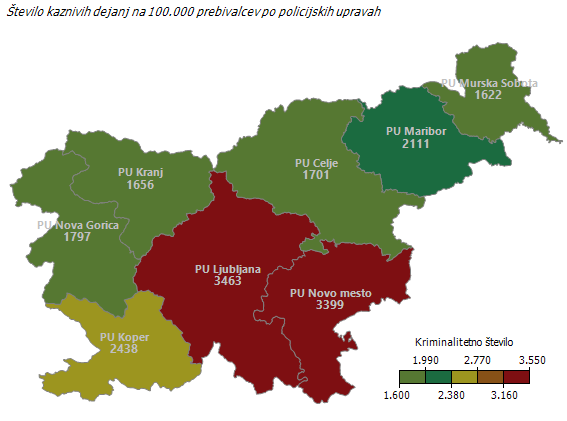 Število kaznivih dejanj na 100.000 prebivalcev po policijskih upravah
PU Murska Sobota
1622
PU Maribor
2111
PU Celje
1701
PU Kranj
1656
PU Nova Gorica
1797
PU Ljubljana
3463
PU Novo mesto
3399
PU Koper
2438
Kriminalitetno število
1.990 2.770 3.550
1.600 2.380 3.160